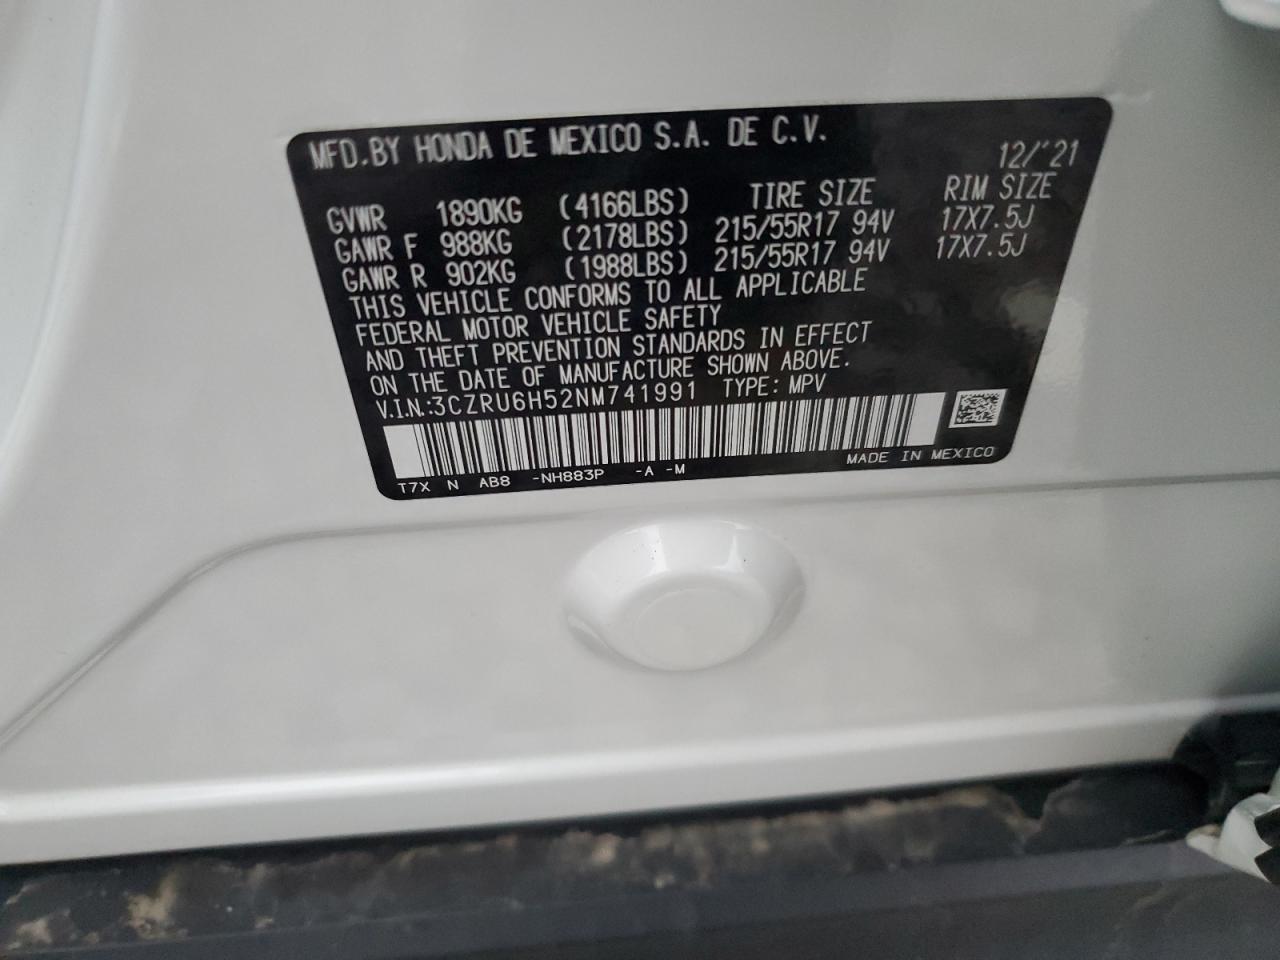 MFD.BY HONDA DE MEXICO S.A. DE C.V.
12/'21
GVWR 1890KG (4166LBS) TIRE SIZE RIM SIZE
GAWR F 988KG (2178LBS) 215/55R17 94V 17X7.5J
GAWR R 902KG (1988LBS) 215/55R17 94V 17X7.5J
THIS VEHICLE CONFORMS TO ALL APPLICABLE
FEDERAL MOTOR VEHICLE SAFETY
AND THEFT PREVENTION STANDARDS IN EFFECT
ON THE DATE OF MANUFACTURE SHOWN ABOVE.
V.I.N.:3CZRU6H52NM741991 TYPE: MPV
T7X N AB8 -NH883P -A -M MADE IN MEXICO